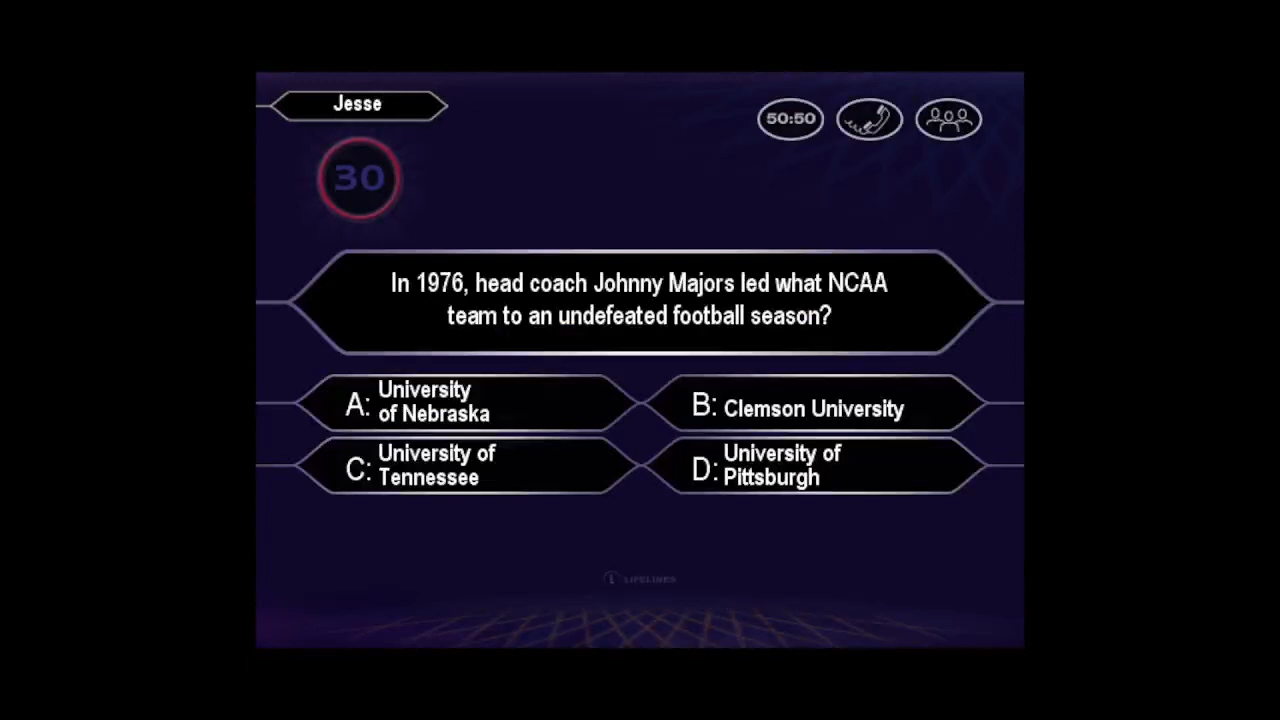 Jesse
50:50
30
In 1976, head coach Johnny Majors led what NCAA
team to an undefeated football season?
A: University
of Nebraska
B: Clemson University
C: University of
Tennessee
D: University of
Pittsburgh
L LIFELINES